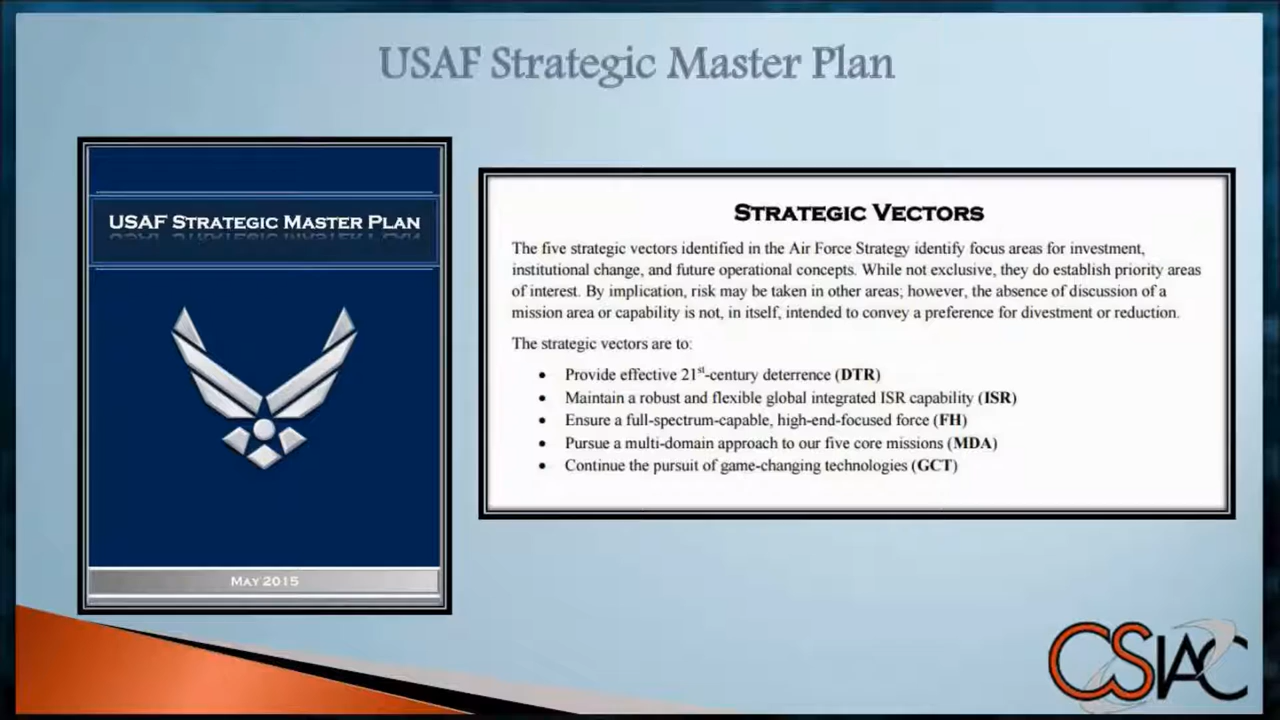 USAF Strategic Master Plan
USAF STRATEGIC MASTER PLAN
MAY 2015
STRATEGIC VECTORS
The five strategic vectors identified in the Air Force Strategy identify focus areas for investment,
institutional change, and future operational concepts. While not exclusive, they do establish priority areas
of interest. By implication, risk may be taken in other areas; however, the absence of discussion of a
mission area or capability is not, in itself, intended to convey a preference for divestment or reduction.
The strategic vectors are to:
• Provide effective 21st-century deterrence (DTR)
• Maintain a robust and flexible global integrated ISR capability (ISR)
• Ensure a full-spectrum-capable, high-end-focused force (FH)
• Pursue a multi-domain approach to our five core missions (MDA)
• Continue the pursuit of game-changing technologies (GCT)
CSIAC